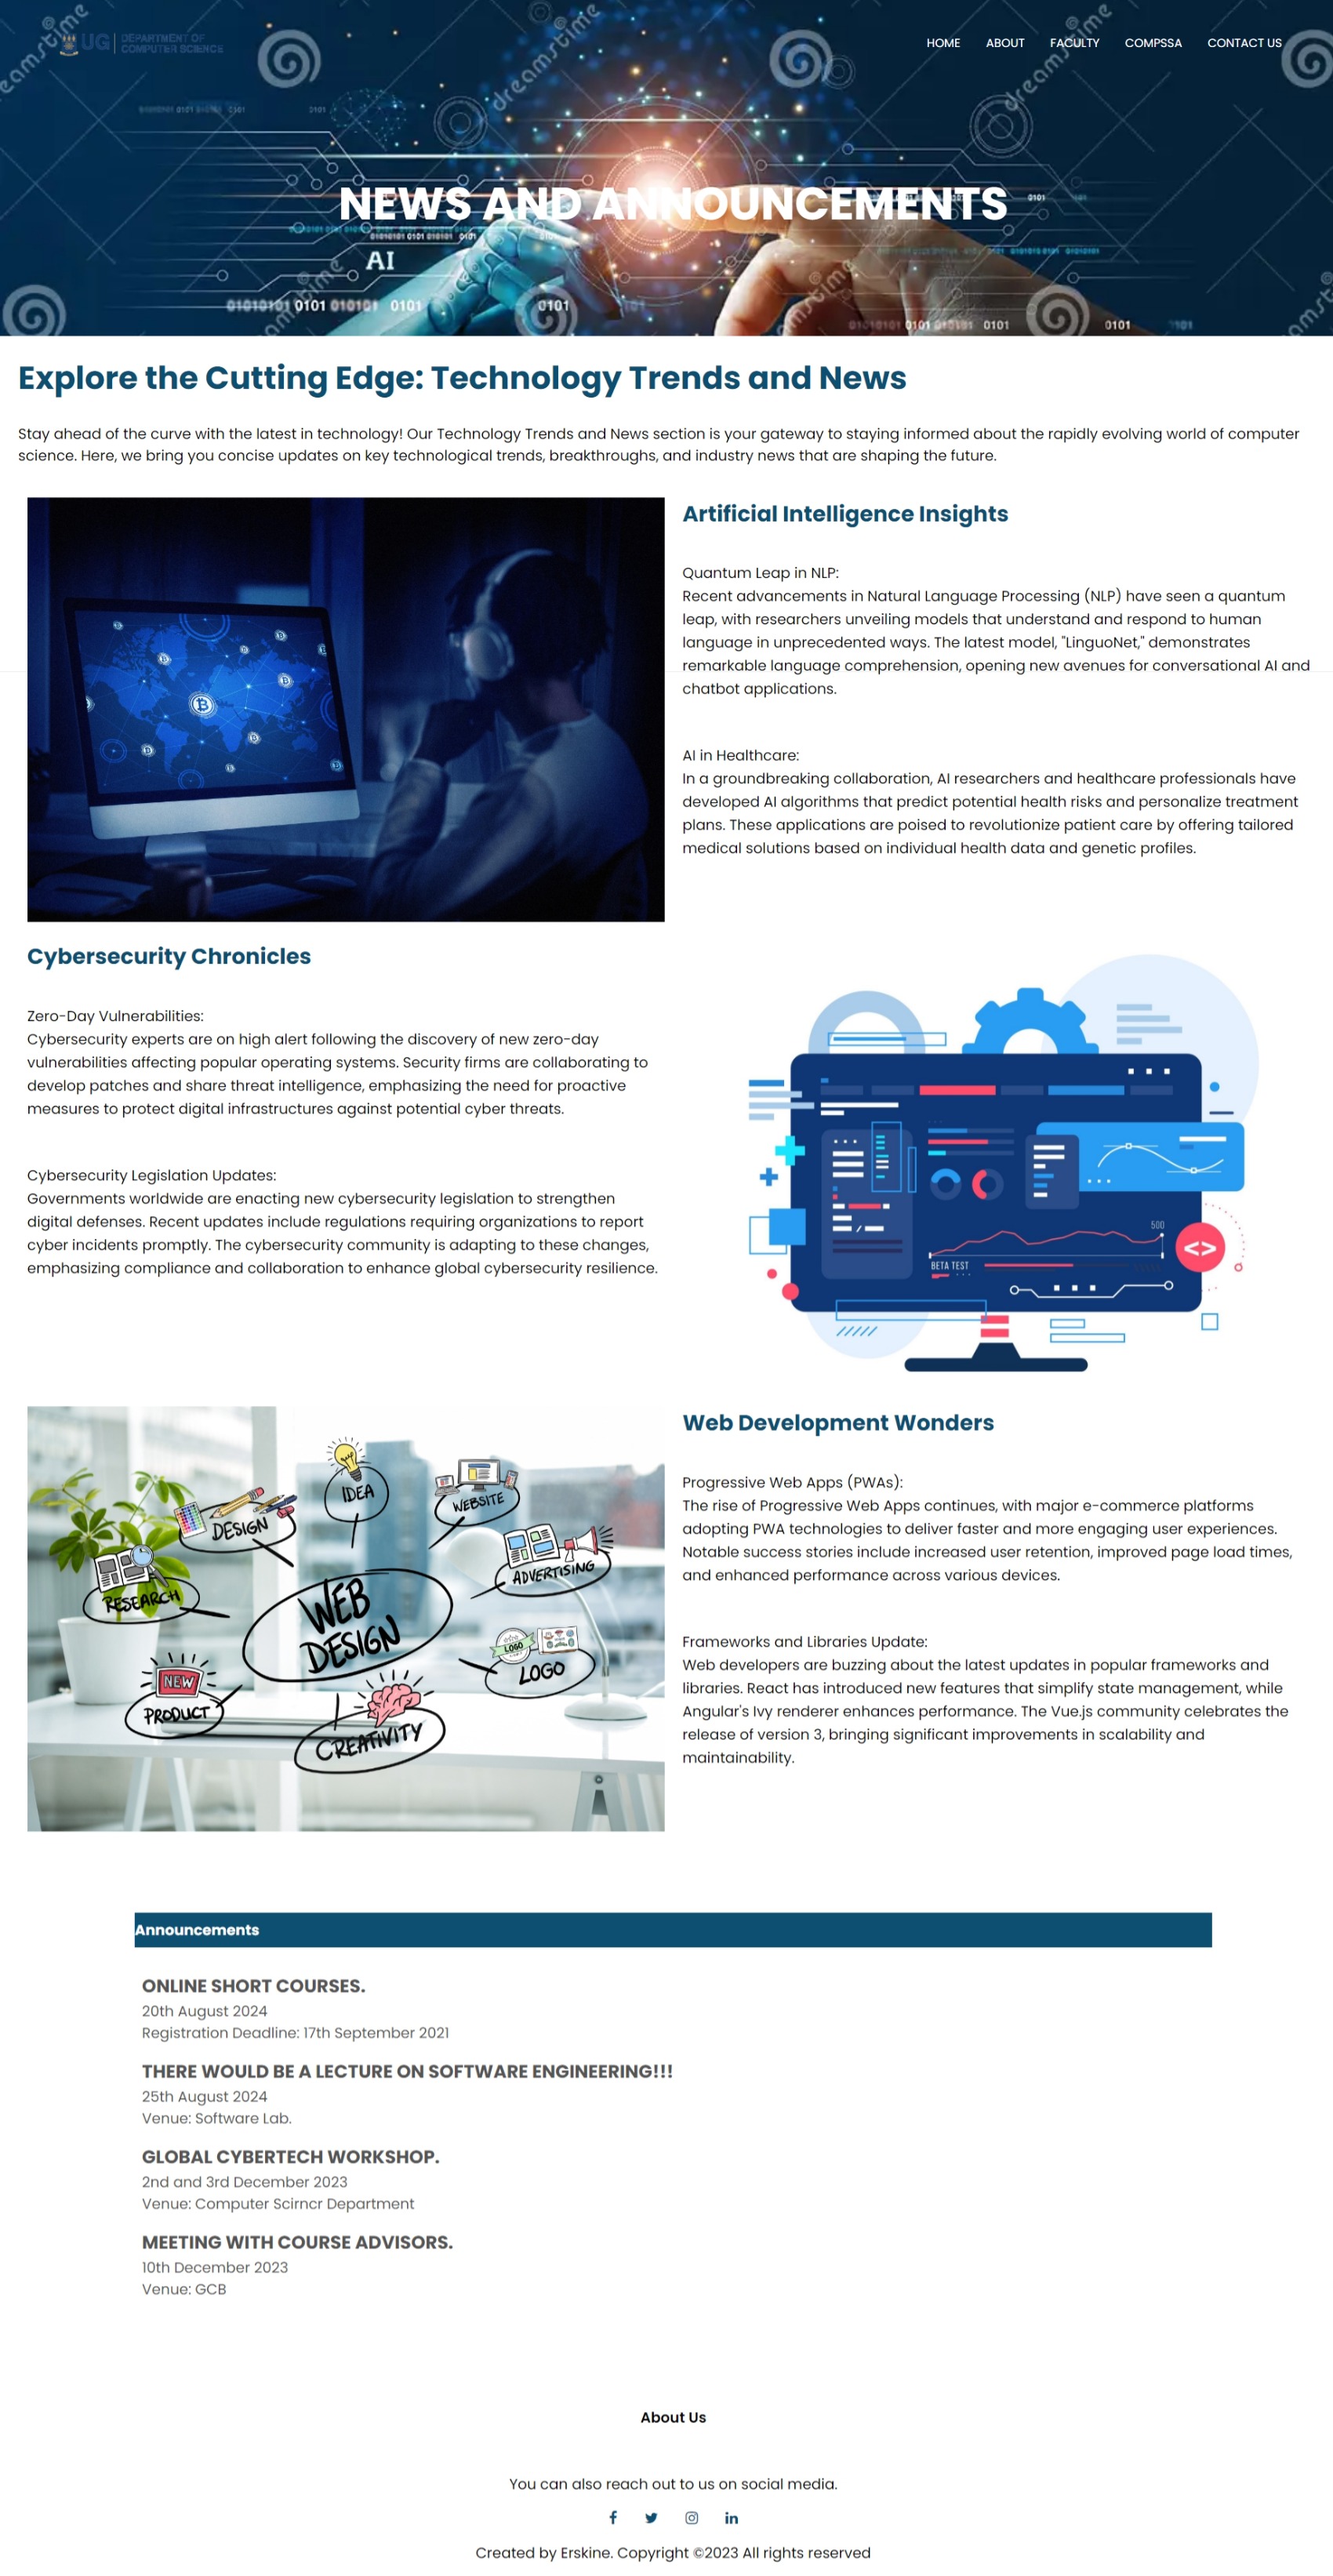 UG DEPARTMENT OF
COMPUTER SCIENCE
HOME ABOUT FACULTY COMPSSA CONTACT US
dreamstime
NEWS AND ANNOUNCEMENTS
AI
01010101 0101 010101 0101
0101
0101
Explore the Cutting Edge: Technology Trends and News
Stay ahead of the curve with the latest in technology! Our Technology Trends and News section is your gateway to staying informed about the rapidly evolving world of computer
science. Here, we bring you concise updates on key technological trends, breakthroughs, and industry news that are shaping the future.
Artificial Intelligence Insights
Quantum Leap in NLP:
Recent advancements in Natural Language Processing (NLP) have seen a quantum
leap, with researchers unveiling models that understand and respond to human
language in unprecedented ways. The latest model, "LinguoNet," demonstrates
remarkable language comprehension, opening new avenues for conversational AI and
chatbot applications.
AI in Healthcare:
In a groundbreaking collaboration, AI researchers and healthcare professionals have
developed AI algorithms that predict potential health risks and personalize treatment
plans. These applications are poised to revolutionize patient care by offering tailored
medical solutions based on individual health data and genetic profiles.
Cybersecurity Chronicles
Zero-Day Vulnerabilities:
Cybersecurity experts are on high alert following the discovery of new zero-day
vulnerabilities affecting popular operating systems. Security firms are collaborating to
develop patches and share threat intelligence, emphasizing the need for proactive
measures to protect digital infrastructures against potential cyber threats.
Cybersecurity Legislation Updates:
Governments worldwide are enacting new cybersecurity legislation to strengthen
digital defenses. Recent updates include regulations requiring organizations to report
cyber incidents promptly. The cybersecurity community is adapting to these changes,
emphasizing compliance and collaboration to enhance global cybersecurity resilience.
500
<>
BETA TEST
IDEA
WEBSITE
DESIGN
ADVERTISING
RESEARCH
WEB
DESIGN
LOGO
LOGO
NEW
PRODUCT
CREATIVITY
Web Development Wonders
Progressive Web Apps (PWAs):
The rise of Progressive Web Apps continues, with major e-commerce platforms
adopting PWA technologies to deliver faster and more engaging user experiences.
Notable success stories include increased user retention, improved page load times,
and enhanced performance across various devices.
Frameworks and Libraries Update:
Web developers are buzzing about the latest updates in popular frameworks and
libraries. React has introduced new features that simplify state management, while
Angular's Ivy renderer enhances performance. The Vue.js community celebrates the
release of version 3, bringing significant improvements in scalability and
maintainability.
Announcements
ONLINE SHORT COURSES.
20th August 2024
Registration Deadline: 17th September 2021
THERE WOULD BE A LECTURE ON SOFTWARE ENGINEERING!!!
25th August 2024
Venue: Software Lab.
GLOBAL CYBERTECH WORKSHOP.
2nd and 3rd December 2023
Venue: Computer Scirncr Department
MEETING WITH COURSE ADVISORS.
10th December 2023
Venue: GCB
About Us
You can also reach out to us on social media.
Created by Erskine. Copyright ©2023 All rights reserved